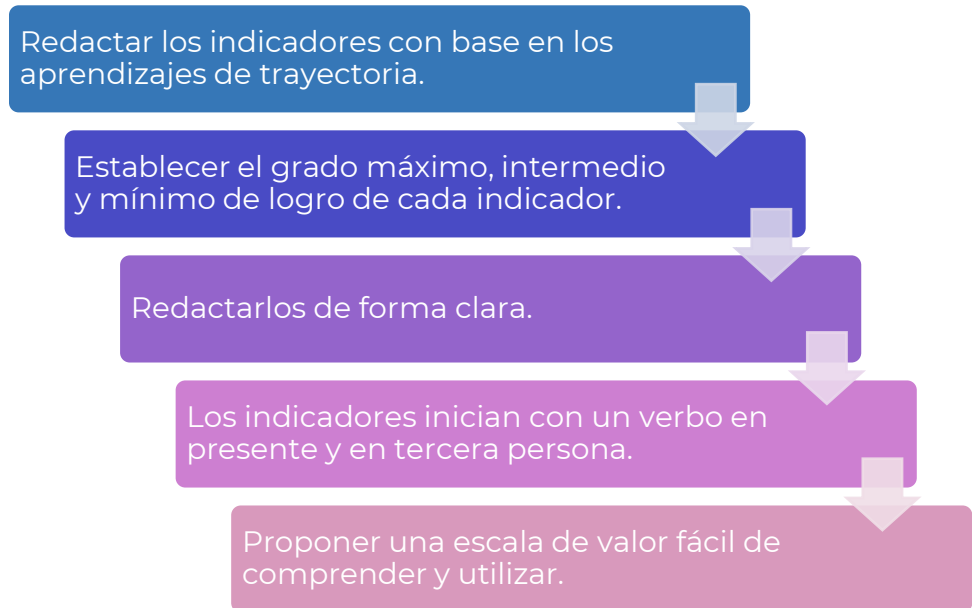 Redactar los indicadores con base en los
aprendizajes de trayectoria.
Establecer el grado máximo, intermedio
y mínimo de logro de cada indicador.
Redactarlos de forma clara.
Los indicadores inician con un verbo en
presente y en tercera persona.
Proponer una escala de valor fácil de
comprender y utilizar.